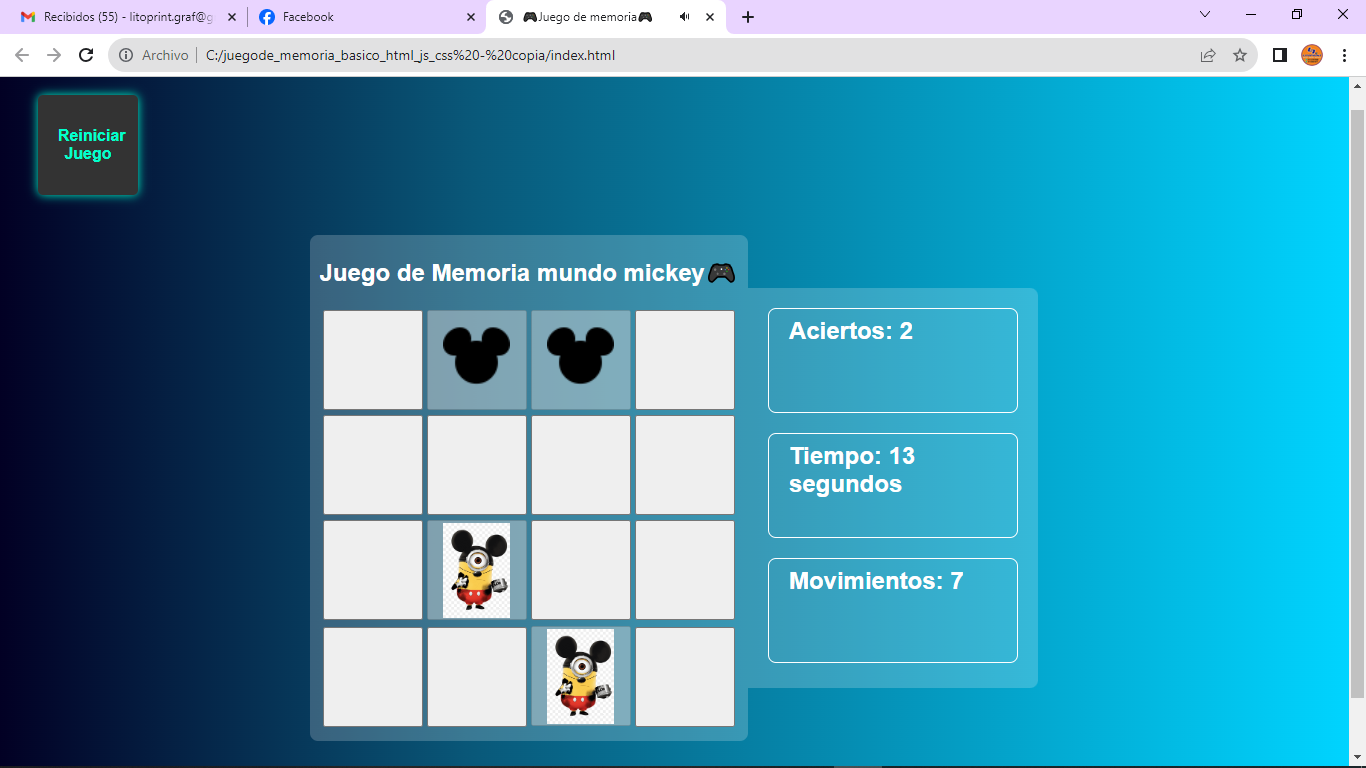 Recibidos (55) - litoprint.graf@g
Facebook
🎮Juego de memoria🎮
Archivo
C:/juegode_memoria_basico_html_js_css%20-%20copia/index.html
Reiniciar
Juego
Juego de Memoria mundo mickey🎮
Aciertos: 2
Tiempo: 13
segundos
Movimientos: 7